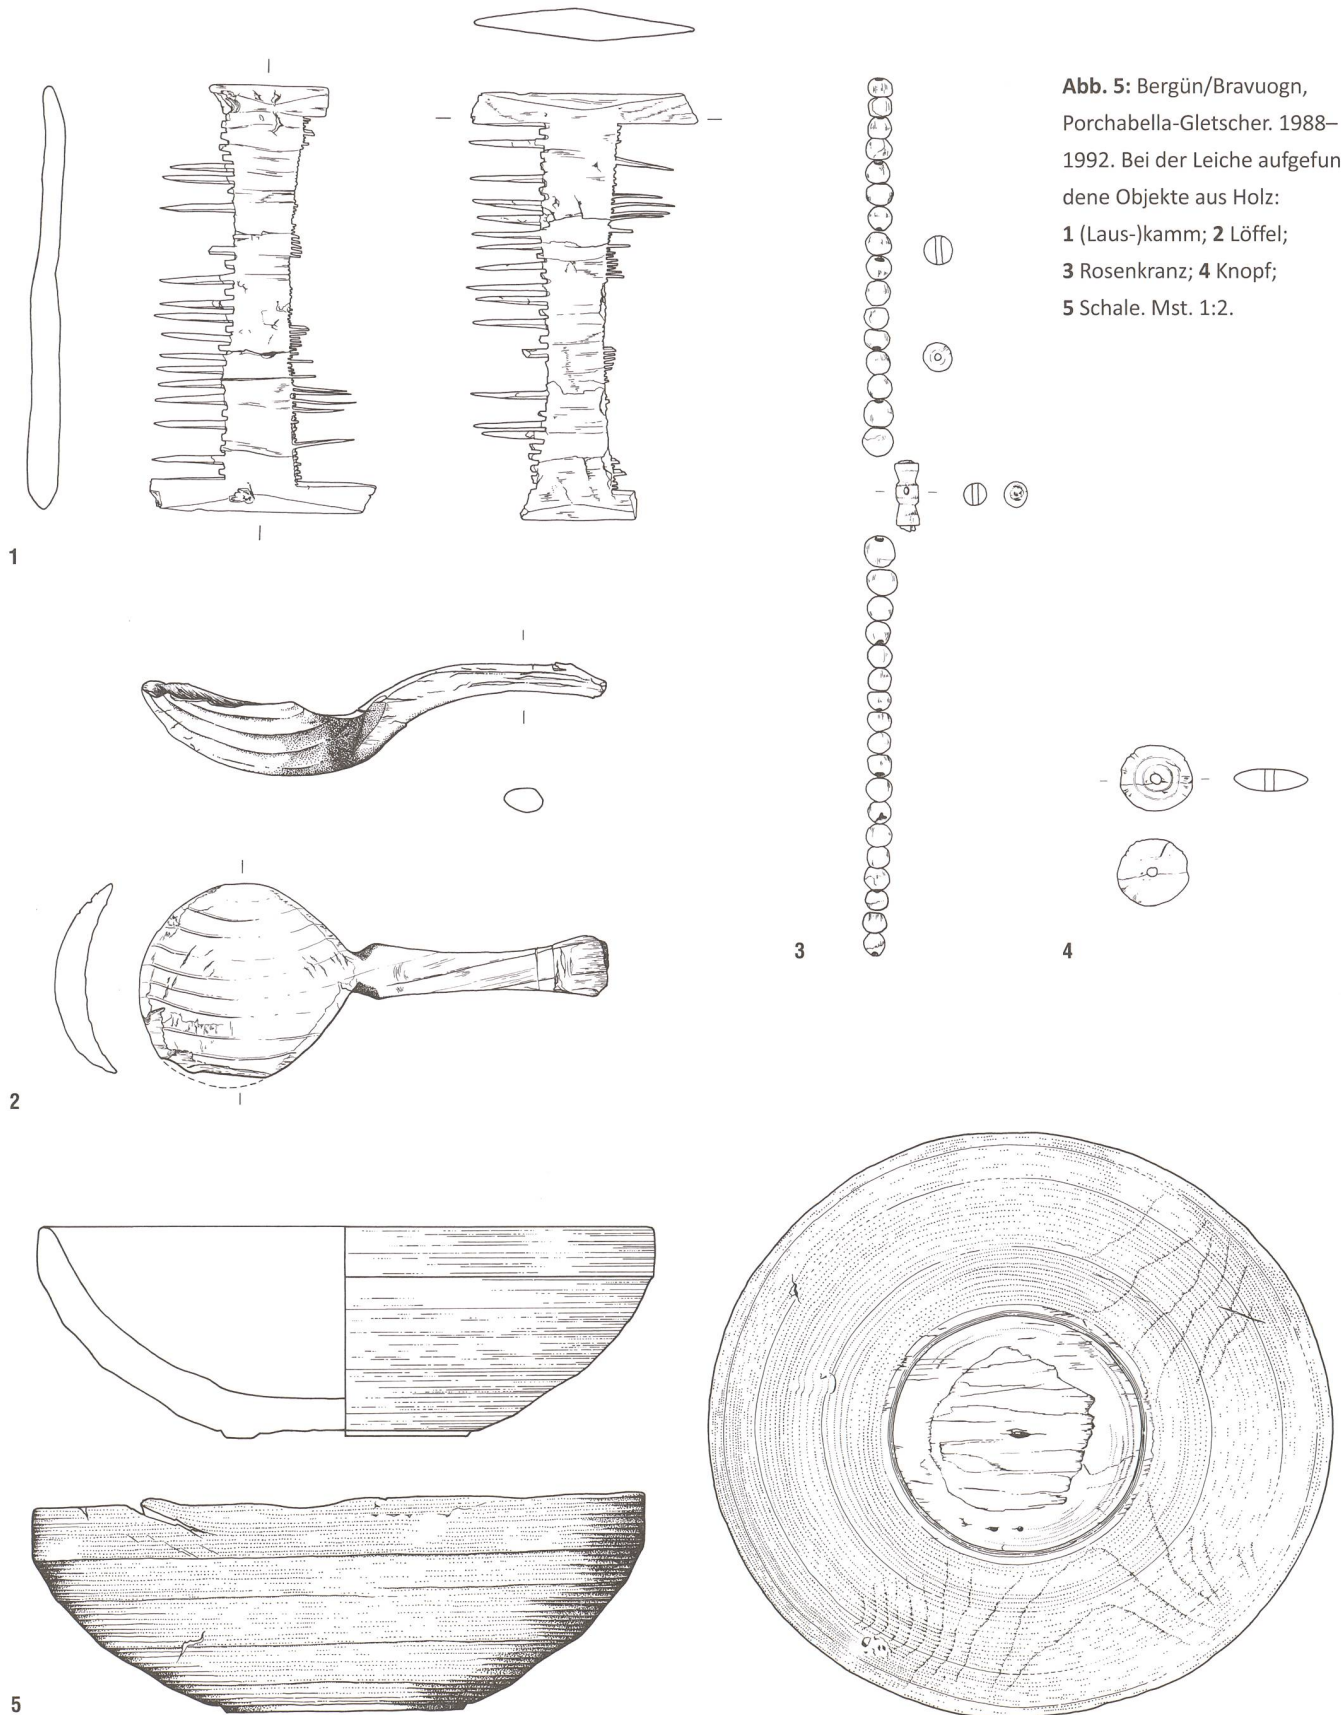 Abb. 5: Bergün/Bravuogn,
Porchabella-Gletscher. 1988–
1992. Bei der Leiche aufgefun
dene Objekte aus Holz:
1 (Laus-)kamm; 2 Löffel;
3 Rosenkranz; 4 Knopf;
5 Schale. Mst. 1:2.
1
2
3
4
5